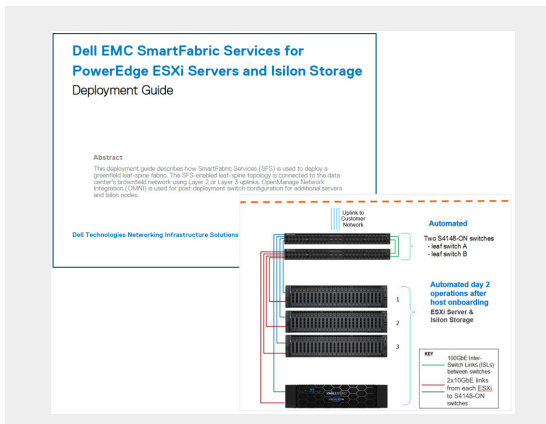 Dell EMC SmartFabric Services for
PowerEdge ESXi Servers and Isilon Storage
Deployment Guide
Abstract
This deployment guide describes how SmartFabric Services (SFS) is used to deploy a
greenfield leaf-spine fabric. The SFS-enabled leaf-spine topology is connected to the data
center's brownfield network using Layer 2 or Layer 3 uplinks. OpenManage Network
Integration (OMNI) is used for post-deployment switch configuration for additional servers
and Isilon nodes.
Dell Technologies Networking Infrastructure Solutions
Uplink to
Customer
Network
Automated
Two S4148-ON switches
- leaf switch A
- leaf switch B
Automated day 2
operations after
host onboarding
ESXi Server &
Isilon Storage
1
2
3
KEY
100GbE Inter-
Switch Links (ISLs)
between switches
2x10GbE links
from each ESXi
to S4148-ON
switches